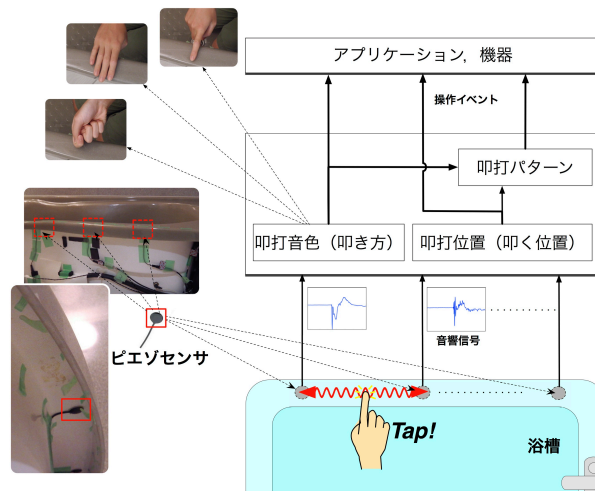 アプリケーション，機器
操作イベント
叩打パターン
叩打音色（叩き方）
叩打位置（叩く位置）
音響信号
ピエゾセンサ
Tap!
浴槽